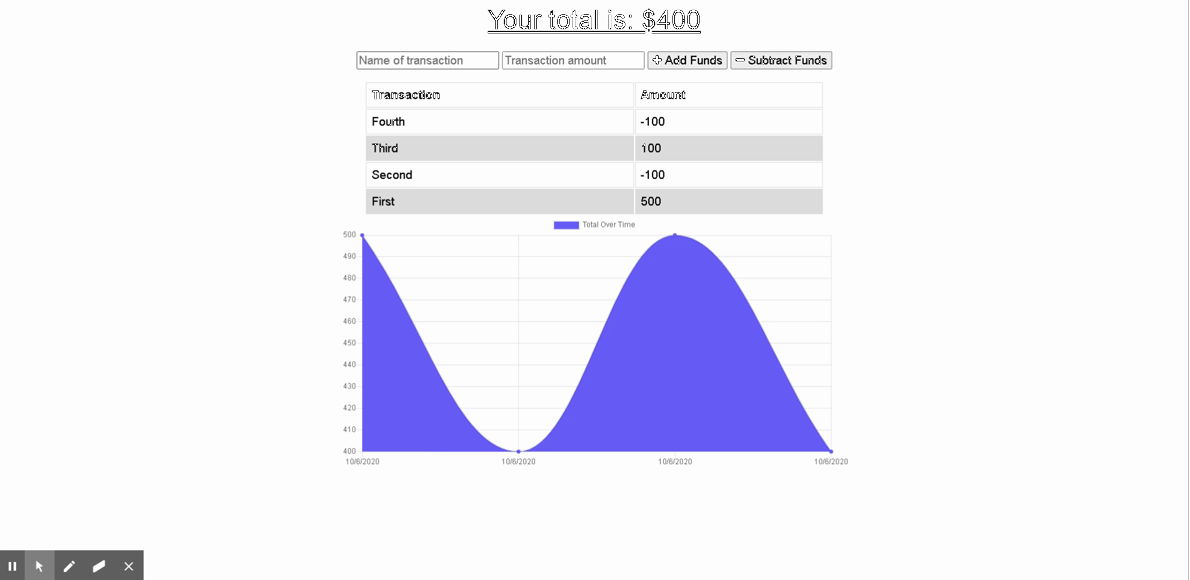 Your total is: $400
Name of transaction Transaction amount + Add Funds − Subtract Funds
Transaction Amount
Fourth -100
Third 100
Second -100
First 500
Total Over Time
500
490
480
470
460
450
440
430
420
410
400
10/6/2020 10/6/2020 10/6/2020 10/6/2020